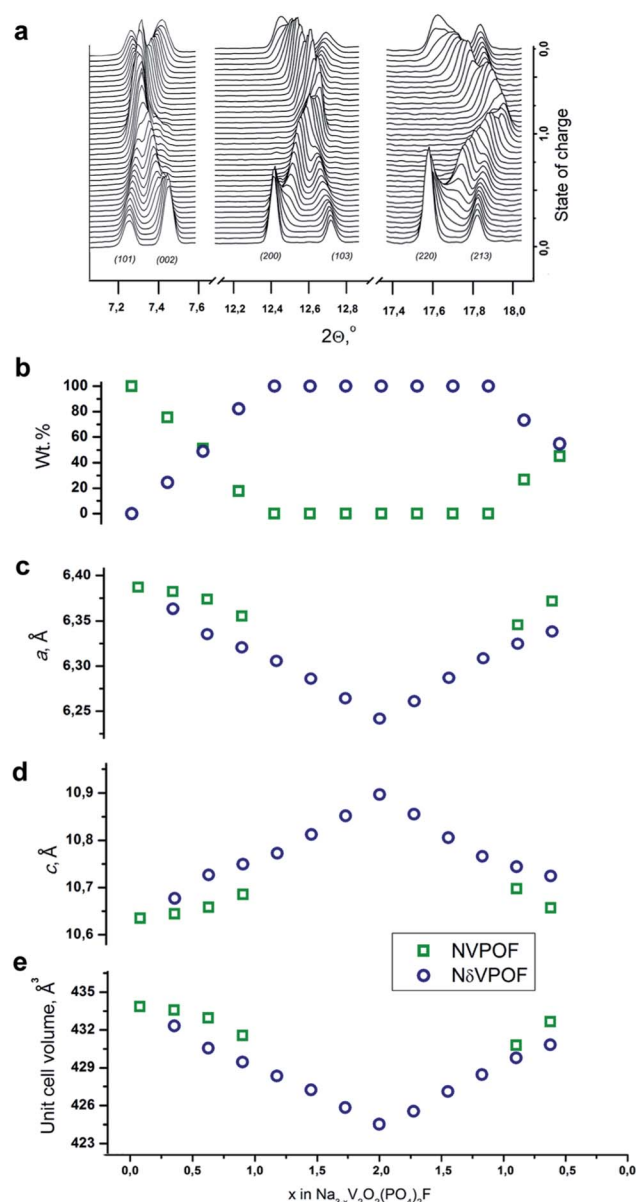 a
0,0
1,0
0,0
State of charge
(101) (002) (200) (103) (220) (213)
7,2 7,4 7,6 12,2 12,4 12,6 12,8 17,4 17,6 17,8 18,0
2Θ,°
b
100
80
60
40
20
0
Wt.%
c
6,40
6,35
6,30
6,25
a, Å
d
10,9
10,8
10,7
10,6
c, Å
NVPOF
NδVPOF
e
435
432
429
426
423
Unit cell volume, Å³
0,0 0,5 1,0 1,5 2,0 1,5 1,0 0,5 0,0
x in Na₃₋ₓV₂O₂(PO₄)₂F